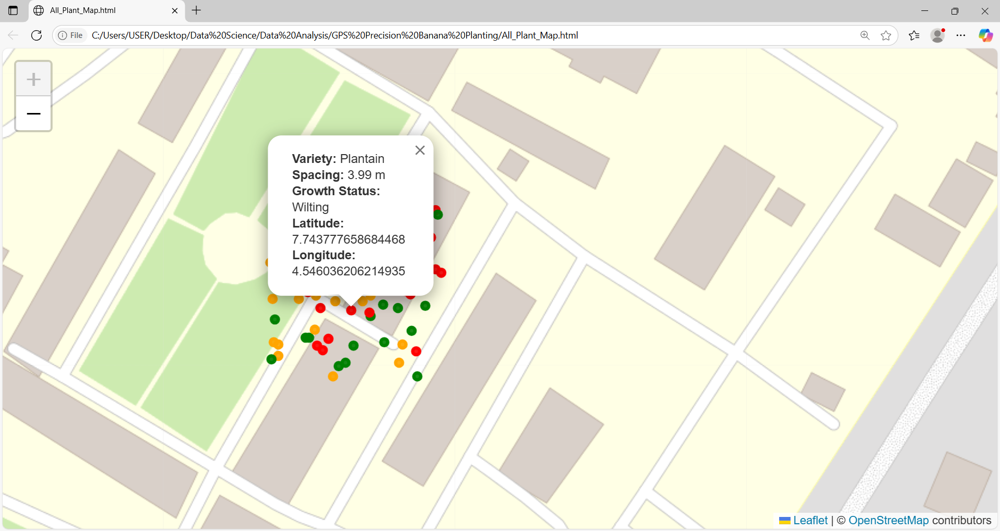 All_Plant_Map.html
File
C:/Users/USER/Desktop/Data%20Science/Data%20Analysis/GPS%20Precision%20Banana%20Planting/All_Plant_Map.html
+
−
Variety: Plantain
Spacing: 3.99 m
Growth Status:
Wilting
Latitude:
7.743777658684468
Longitude:
4.546036206214935
Leaflet | © OpenStreetMap contributors